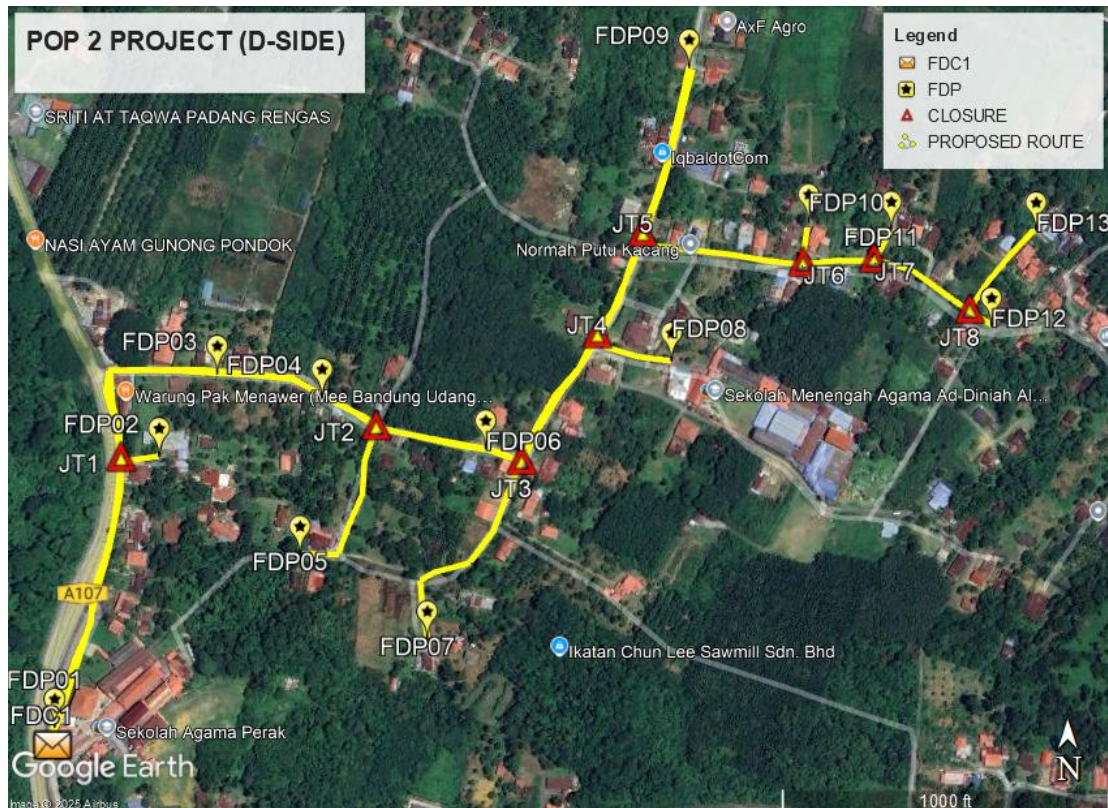 POP 2 PROJECT (D-SIDE)
Legend
FDC1
FDP
CLOSURE
PROPOSED ROUTE
FDP09
AxF Agro
SRITI AT TAQWA PADANG RENGAS
IqbaldotCom
FDP10
FDP13
NASI AYAM GUNONG PONDOK
JT5
Normah Putu Kacang
FDP11
JT6
JT7
JT4
FDP08
FDP12
JT8
FDP03
FDP04
Warung Pak Menawer (Mee Bandung Udang...
Sekolah Menengah Agama Ad-Diniah Al...
FDP02
JT2
FDP06
JT1
JT3
FDP05
A107
FDP07
Ikatan Chun Lee Sawmill Sdn. Bhd
FDP01
FDC1
Sekolah Agama Perak
Google Earth
N
Image © 2025 Airbus
1000 ft